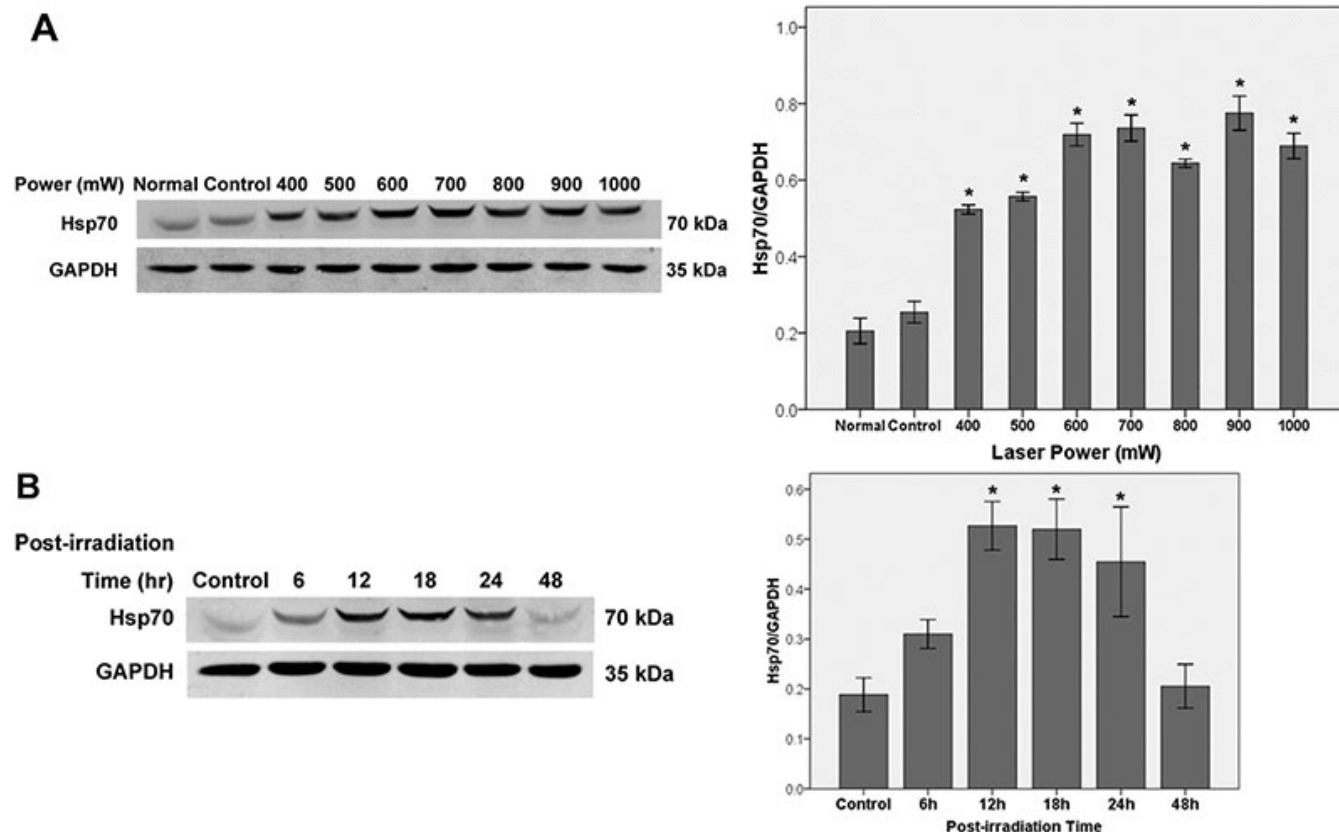 A
Power (mW) Normal Control 400 500 600 700 800 900 1000
Hsp70 70 kDa
GAPDH 35 kDa
Hsp70/GAPDH
1.0
0.8
0.6
0.4
0.2
0.0
* * * * * * *
Normal Control 400 500 600 700 800 900 1000
Laser Power (mW)
B
Post-irradiation
Time (hr) Control 6 12 18 24 48
Hsp70 70 kDa
GAPDH 35 kDa
Hsp70/GAPDH
0.6
0.5
0.4
0.3
0.2
0.1
0.0
* * *
Control 6h 12h 18h 24h 48h
Post-irradiation Time